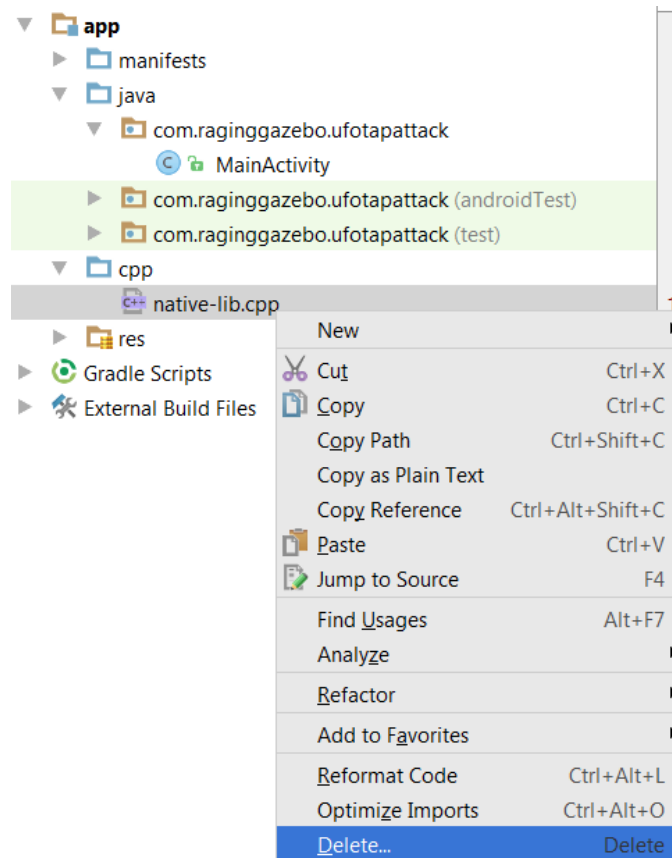 app
manifests
java
com.raginggazebo.ufotapattack
C MainActivity
com.raginggazebo.ufotapattack (androidTest)
com.raginggazebo.ufotapattack (test)
cpp
C++ native-lib.cpp
res
Gradle Scripts
External Build Files
New
Cut Ctrl+X
Copy Ctrl+C
Copy Path Ctrl+Shift+C
Copy as Plain Text
Copy Reference Ctrl+Alt+Shift+C
Paste Ctrl+V
Jump to Source F4
Find Usages Alt+F7
Analyze
Refactor
Add to Favorites
Reformat Code Ctrl+Alt+L
Optimize Imports Ctrl+Alt+O
Delete... Delete